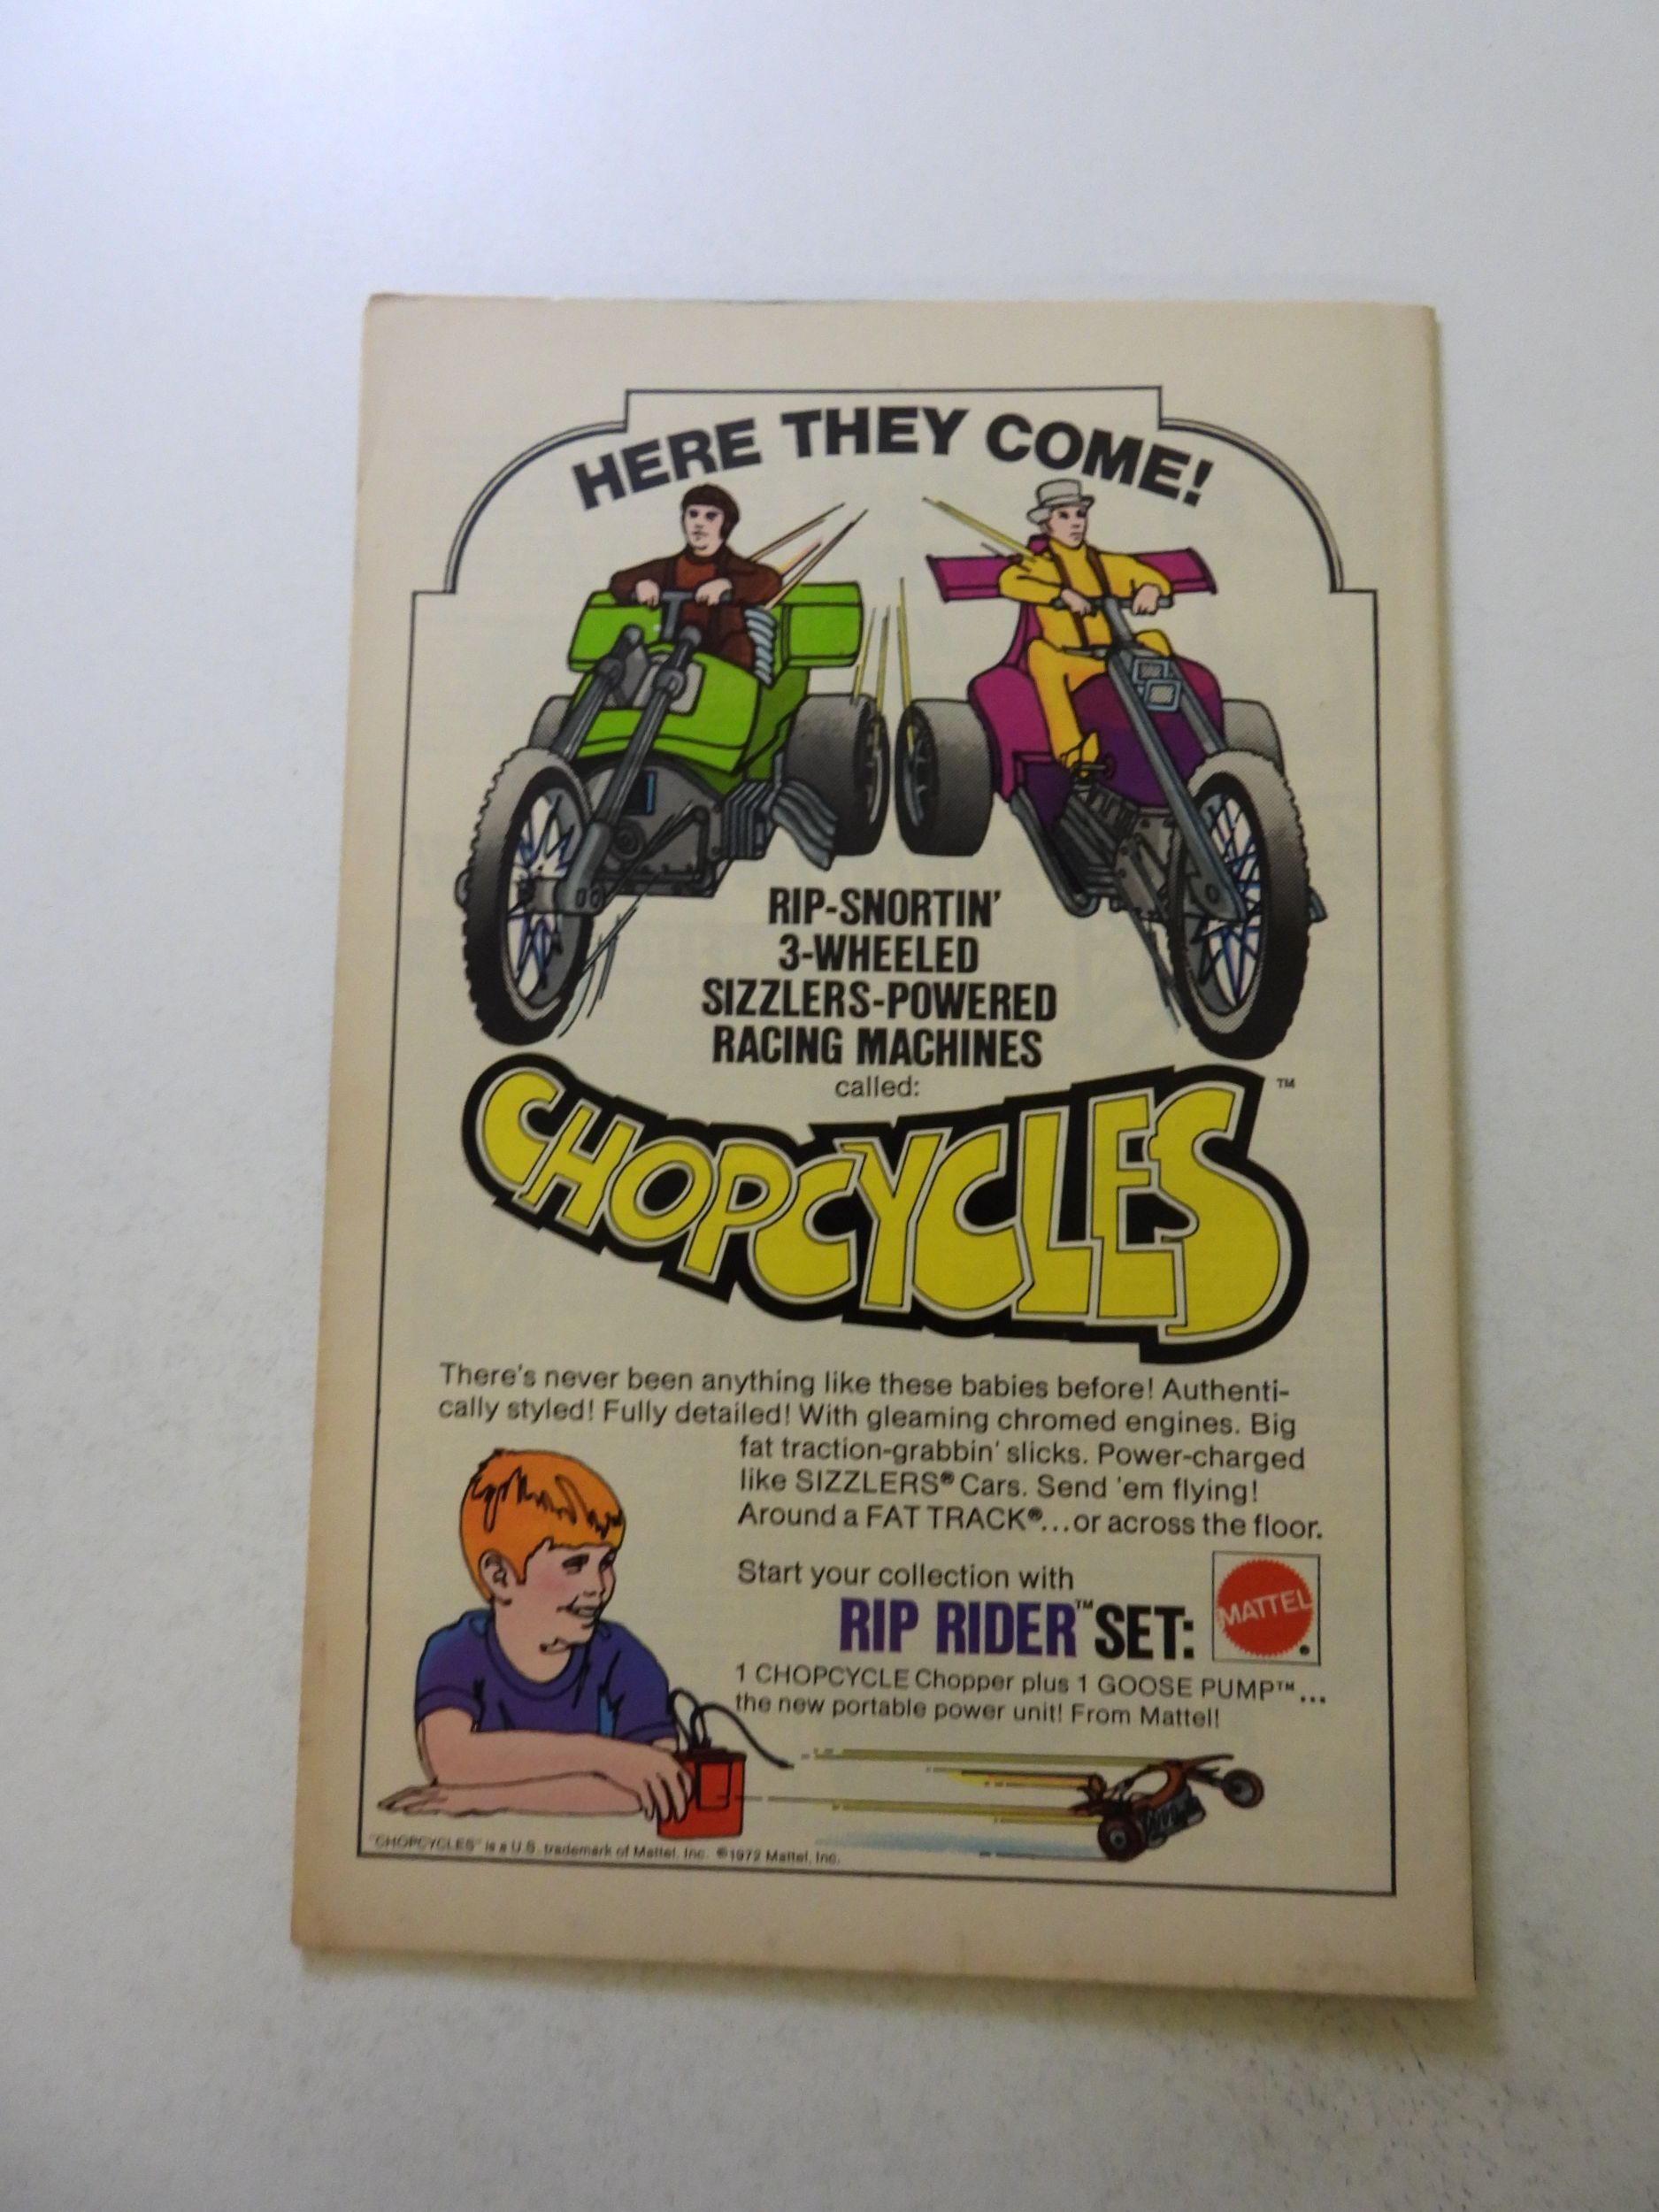 HERE THEY COME!
RIP-SNORTIN'
3-WHEELED
SIZZLERS-POWERED
RACING MACHINES
called:
CHOPCYCLES™
There's never been anything like these babies before! Authenti-
cally styled! Fully detailed! With gleaming chromed engines. Big
fat traction-grabbin' slicks. Power-charged
like SIZZLERS® Cars. Send 'em flying!
Around a FAT TRACK®...or across the floor.
Start your collection with
RIP RIDER™ SET:
MATTEL
1 CHOPCYCLE Chopper plus 1 GOOSE PUMP™...
the new portable power unit! From Mattel!
"CHOPCYCLES" is a U.S. trademark of Mattel, Inc. ©1972 Mattel, Inc.